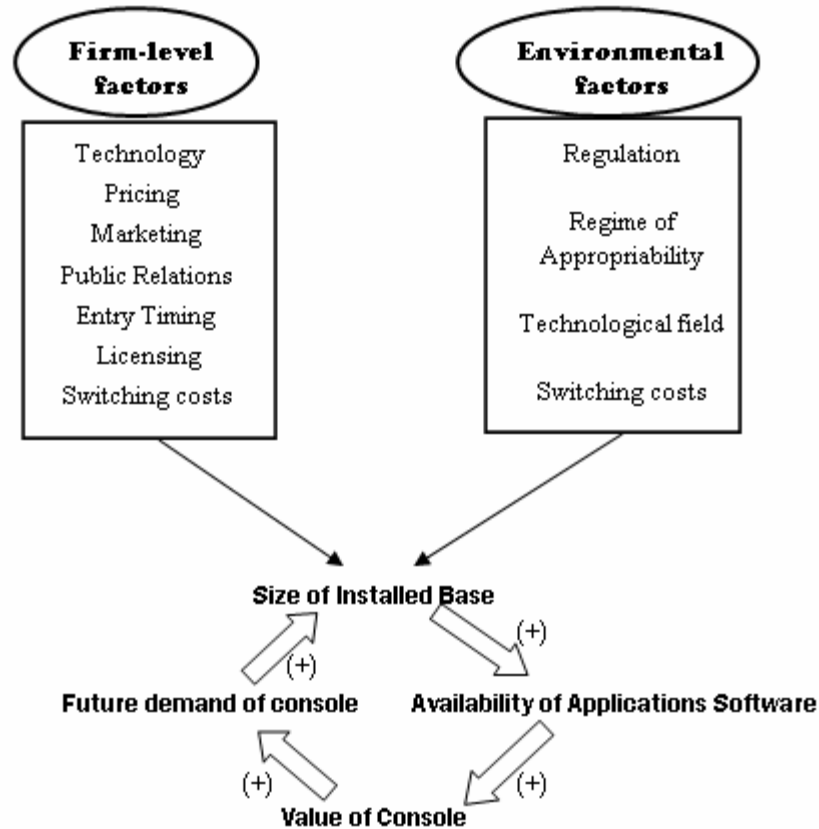 Firm-level
factors
Technology
Pricing
Marketing
Public Relations
Entry Timing
Licensing
Switching costs
Environmental
factors
Regulation
Regime of
Appropriability
Technological field
Switching costs
Size of Installed Base
(+)
(+)
Future demand of console
Availability of Applications Software
(+)
(+)
Value of Console